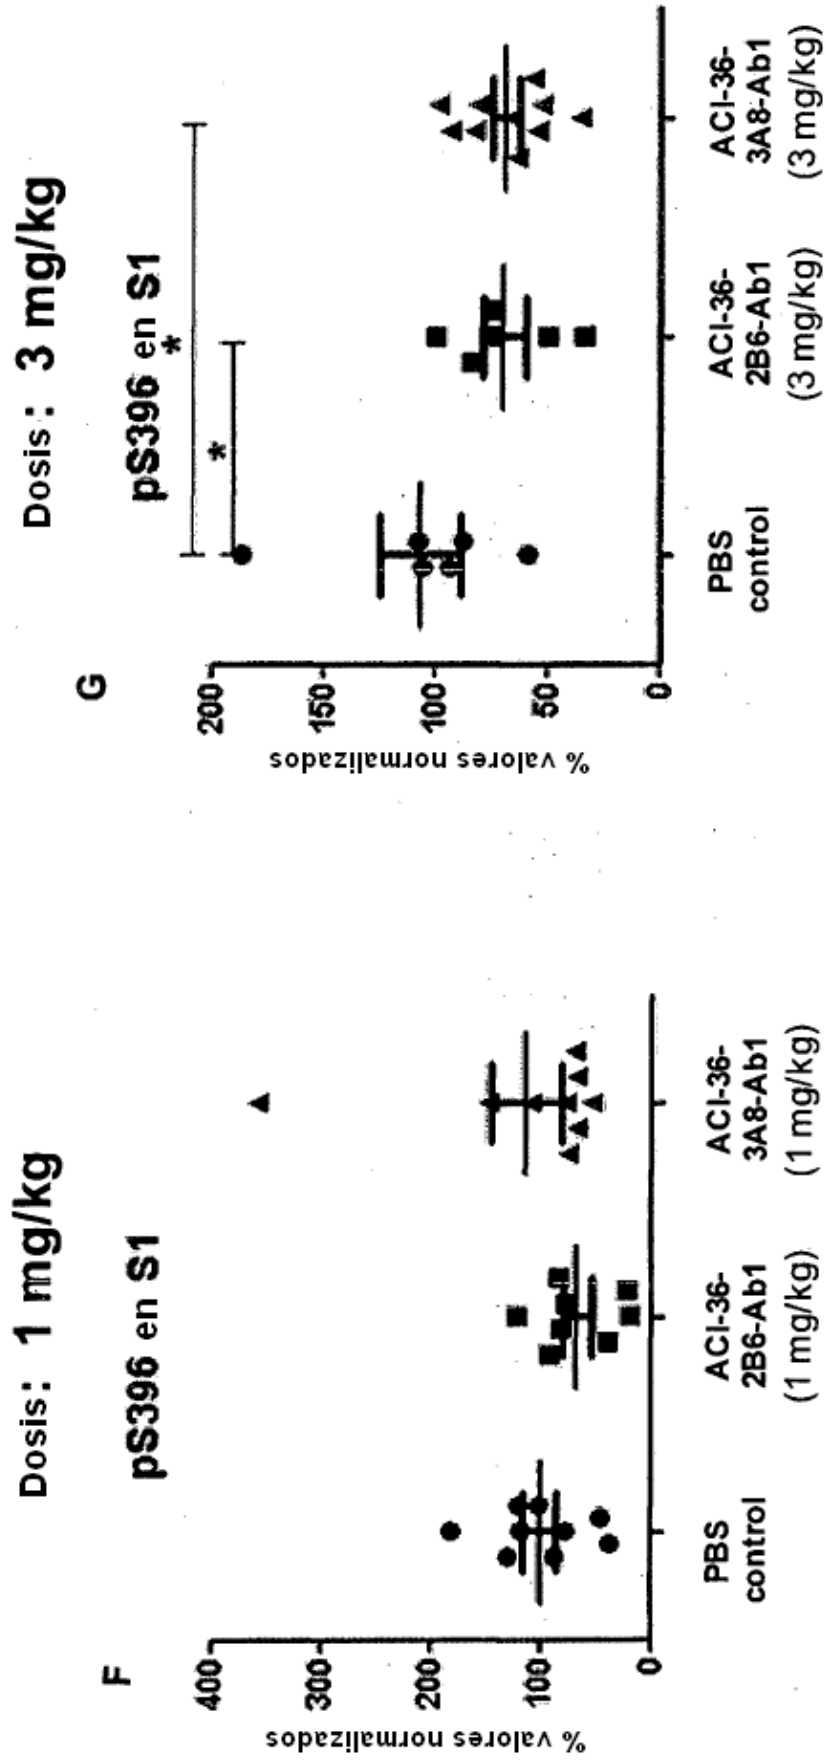 Dosis: 1 mg/kg
F
pS396 en S1
% valores normalizados
400
300
200
100
0
PBS
control
ACI-36-
2B6-Ab1
(1 mg/kg)
ACI-36-
3A8-Ab1
(1 mg/kg)
Dosis: 3 mg/kg
G
pS396 en S1
*
*
% valores normalizados
200
150
100
50
0
PBS
control
ACI-36-
2B6-Ab1
(3 mg/kg)
ACI-36-
3A8-Ab1
(3 mg/kg)